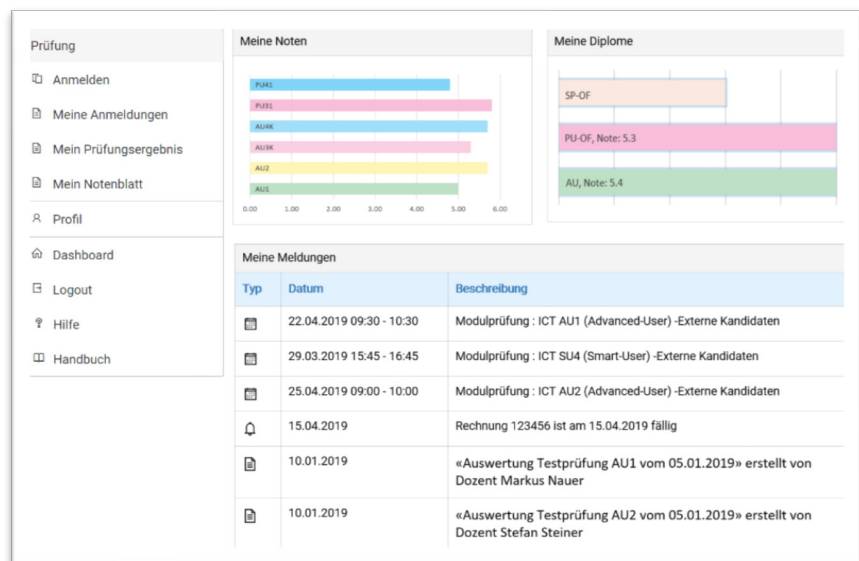 Prüfung
Anmelden
Meine Anmeldungen
Mein Prüfungsergebnis
Mein Notenblatt
Profil
Dashboard
Logout
Hilfe
Handbuch
Meine Noten
PU41
PU31
AU4K
AU3K
AU2
AU1
0.00 1.00 2.00 3.00 4.00 5.00 6.00
Meine Diplome
SP-OF
PU-OF, Note: 5.3
AU, Note: 5.4
Meine Meldungen
Typ Datum Beschreibung
22.04.2019 09:30 - 10:30 Modulprüfung : ICT AU1 (Advanced-User) -Externe Kandidaten
29.03.2019 15:45 - 16:45 Modulprüfung : ICT SU4 (Smart-User) -Externe Kandidaten
25.04.2019 09:00 - 10:00 Modulprüfung : ICT AU2 (Advanced-User) -Externe Kandidaten
15.04.2019 Rechnung 123456 ist am 15.04.2019 fällig
10.01.2019 «Auswertung Testprüfung AU1 vom 05.01.2019» erstellt von
Dozent Markus Nauer
10.01.2019 «Auswertung Testprüfung AU2 vom 05.01.2019» erstellt von
Dozent Stefan Steiner